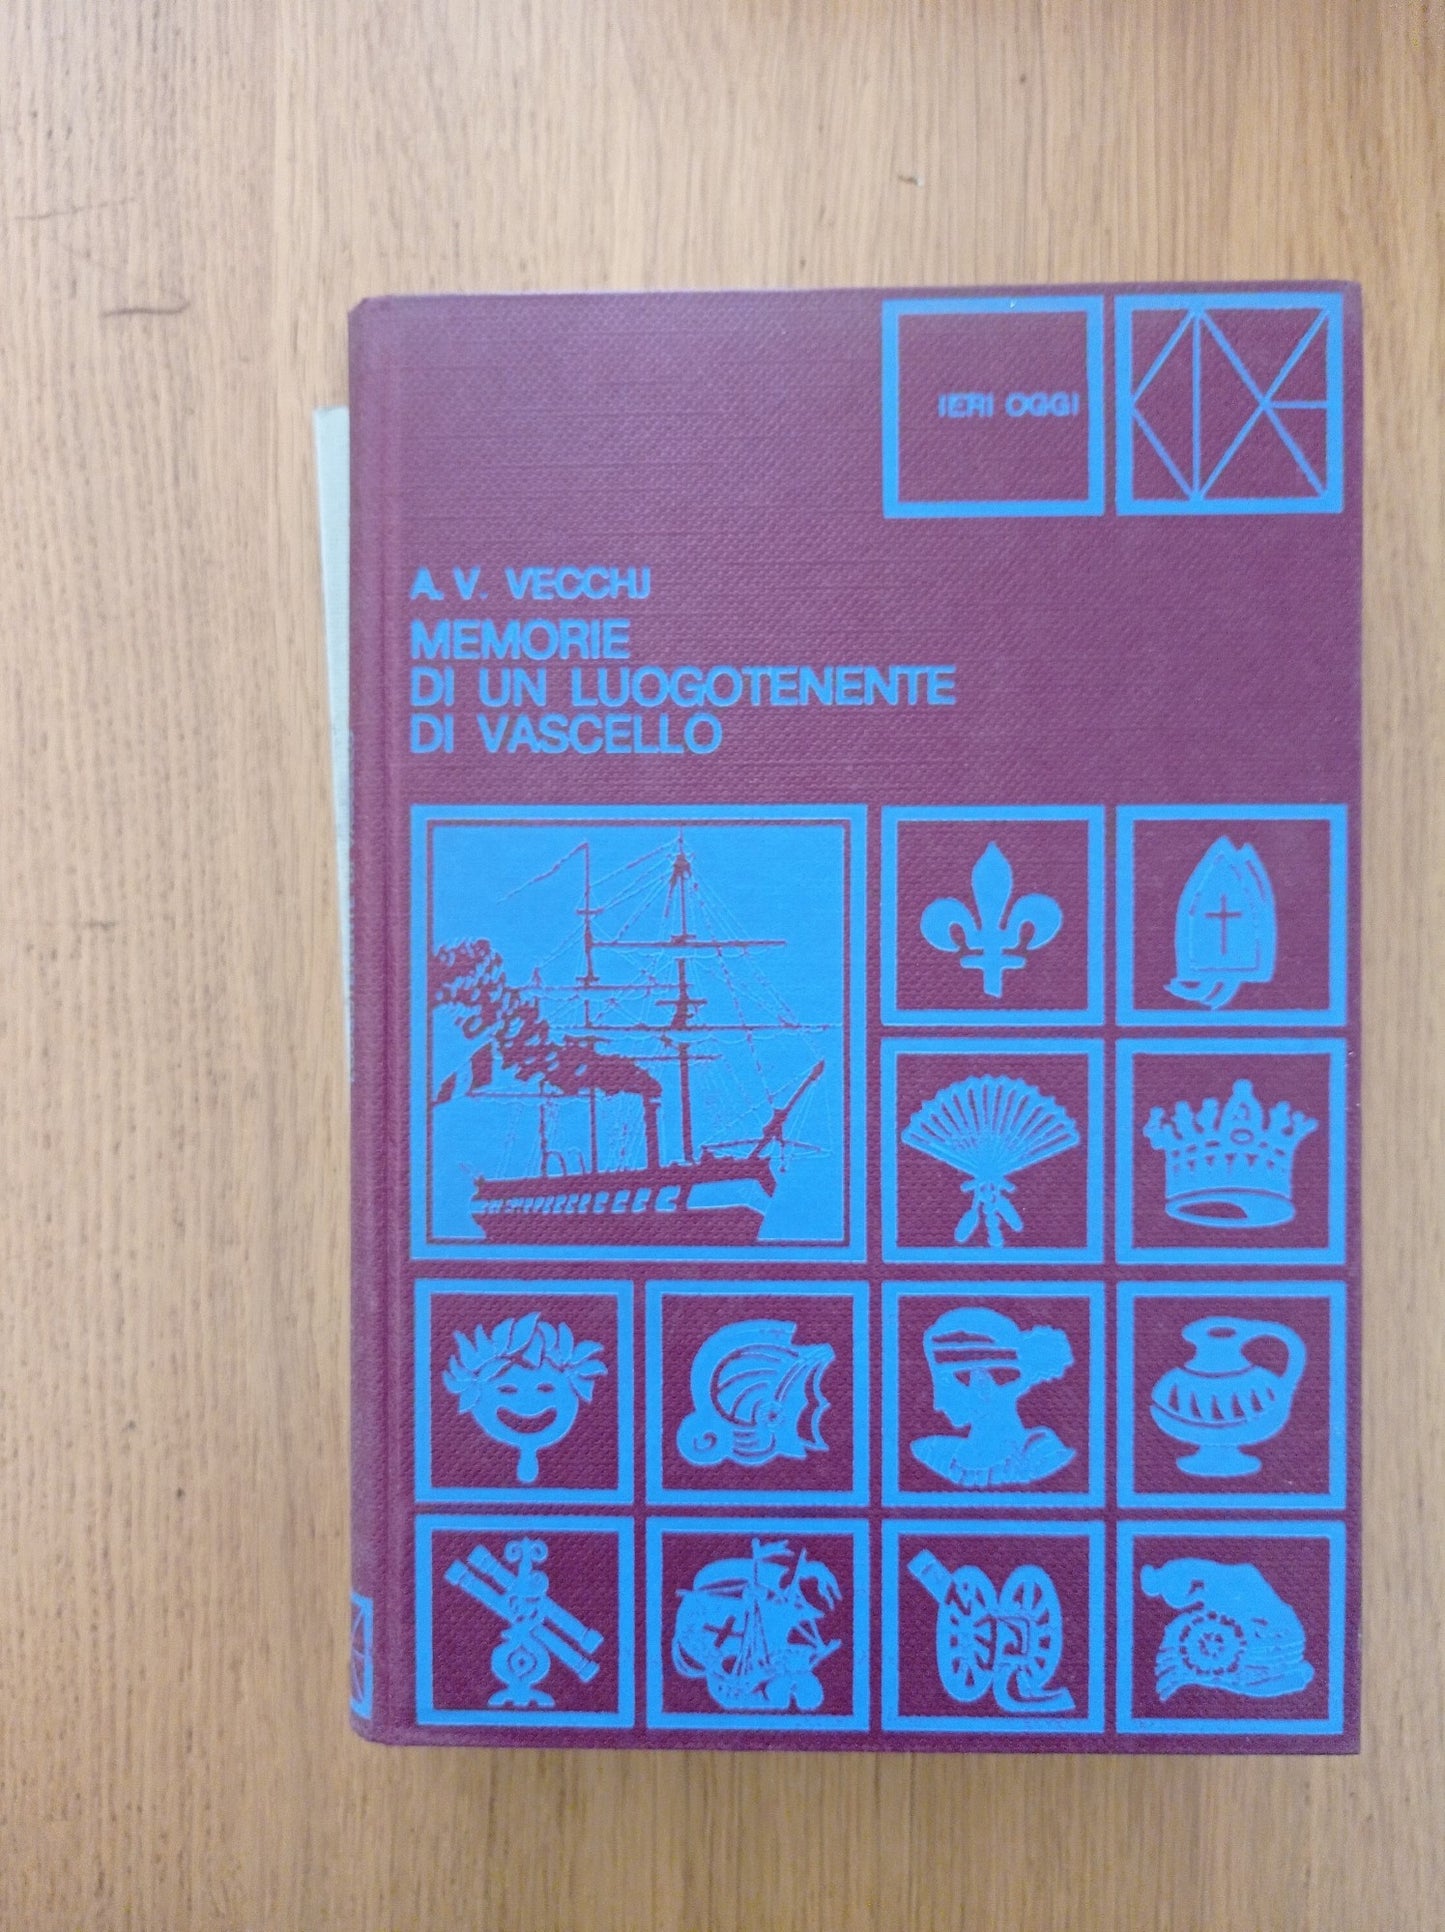 IERI OGGI
A. V. VECCHJ
MEMORIE
DI UN LUOGOTENENTE
DI VASCELLO